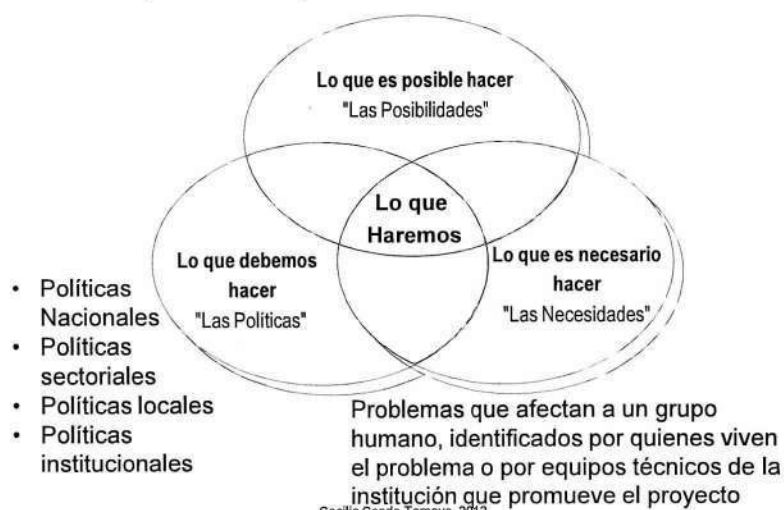 Lo que es posible hacer
"Las Posibilidades"
Lo que
Haremos
Lo que debemos
hacer
"Las Políticas"
Lo que es necesario
hacer
"Las Necesidades"
• Políticas
Nacionales
• Políticas
sectoriales
• Políticas locales
• Políticas
institucionales
Problemas que afectan a un grupo
humano, identificados por quienes viven
el problema o por equipos técnicos de la
institución que promueve el proyecto